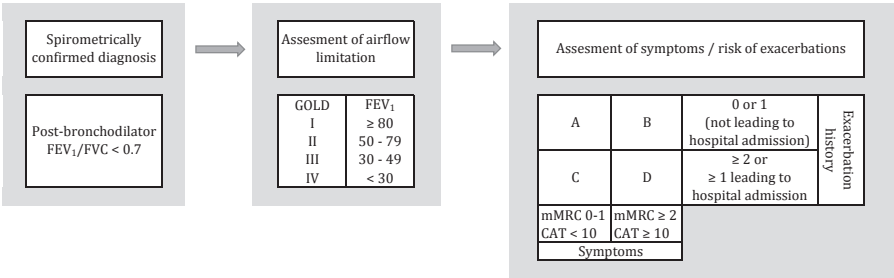 Spirometrically
confirmed diagnosis
Post-bronchodilator
FEV₁/FVC < 0.7
Assesment of airflow
limitation
GOLD FEV₁
I ≥ 80
II 50 - 79
III 30 - 49
IV < 30
Assesment of symptoms / risk of exacerbations
A B
0 or 1
(not leading to
hospital admission)
C D
≥ 2 or
≥ 1 leading to
hospital admission
Exacerbation
history
mMRC 0-1
CAT < 10
mMRC ≥ 2
CAT ≥ 10
Symptoms